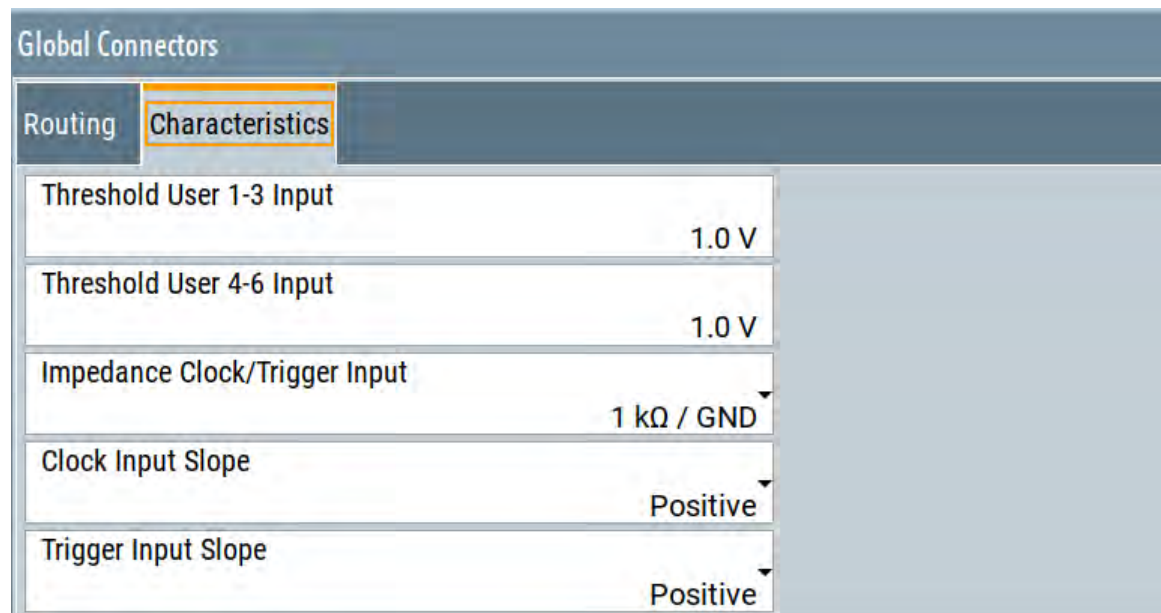 Global Connectors
Routing Characteristics
Threshold User 1-3 Input
1.0 V
Threshold User 4-6 Input
1.0 V
Impedance Clock/Trigger Input
1 kΩ / GND
Clock Input Slope
Positive
Trigger Input Slope
Positive